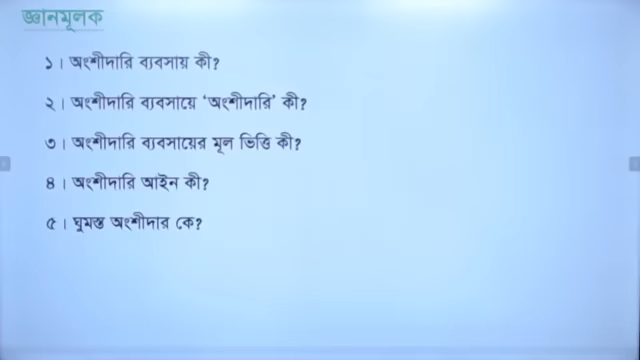 জ্ঞানমূলক
১। অংশীদারি ব্যবসায় কী?
২। অংশীদারি ব্যবসায়ে ‘অংশীদারি’ কী?
৩। অংশীদারি ব্যবসায়ের মূল ভিত্তি কী?
৪। অংশীদারি আইন কী?
৫। ঘুমন্ত অংশীদার কে?